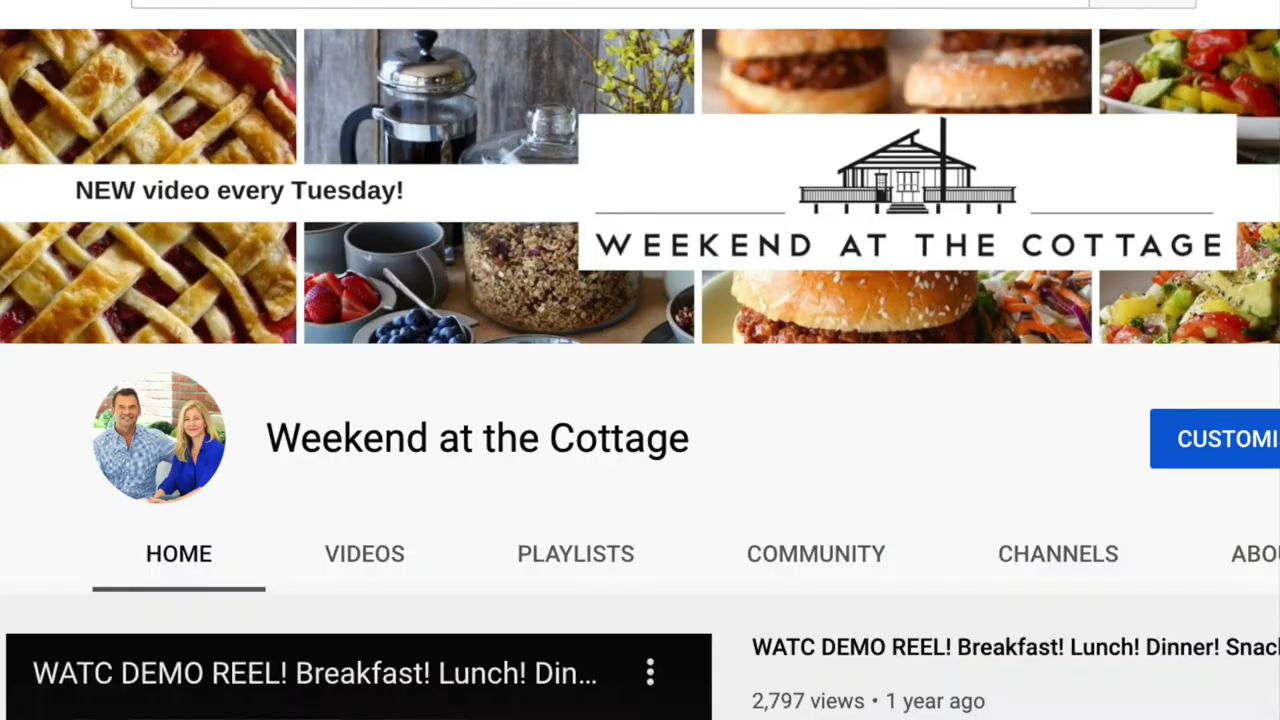 NEW video every Tuesday!
WEEKEND AT THE COTTAGE
Weekend at the Cottage
CUSTOMI
HOME VIDEOS PLAYLISTS COMMUNITY CHANNELS ABO
WATC DEMO REEL! Breakfast! Lunch! Din...
WATC DEMO REEL! Breakfast! Lunch! Dinner! Snac
2,797 views • 1 year ago